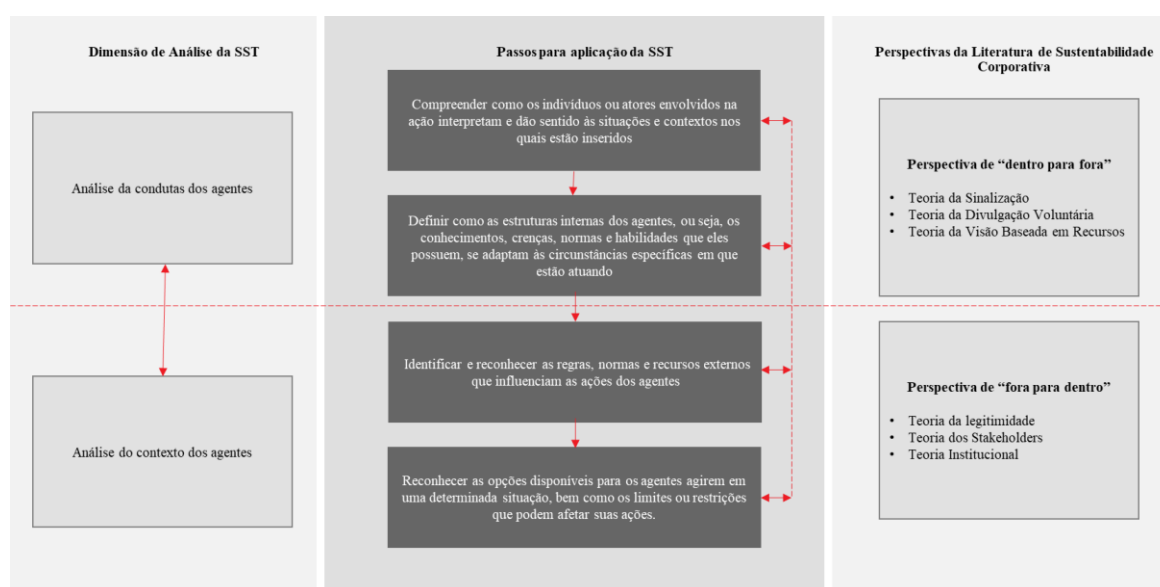 Dimensão de Análise da SST
Análise da condutas dos agentes
Análise do contexto dos agentes
Passos para aplicação da SST
Compreender como os indivíduos ou atores envolvidos na
ação interpretam e dão sentido às situações e contextos nos
quais estão inseridos
Definir como as estruturas internas dos agentes, ou seja, os
conhecimentos, crenças, normas e habilidades que eles
possuem, se adaptam às circunstâncias específicas em que
estão atuando
Identificar e reconhecer as regras, normas e recursos externos
que influenciam as ações dos agentes
Reconhecer as opções disponíveis para os agentes agirem em
uma determinada situação, bem como os limites ou restrições
que podem afetar suas ações.
Perspectivas da Literatura de Sustentabilidade
Corporativa
Perspectiva de “dentro para fora”
• Teoria da Sinalização
• Teoria da Divulgação Voluntária
• Teoria da Visão Baseada em Recursos
Perspectiva de “fora para dentro”
• Teoria da legitimidade
• Teoria dos Stakeholders
• Teoria Institucional